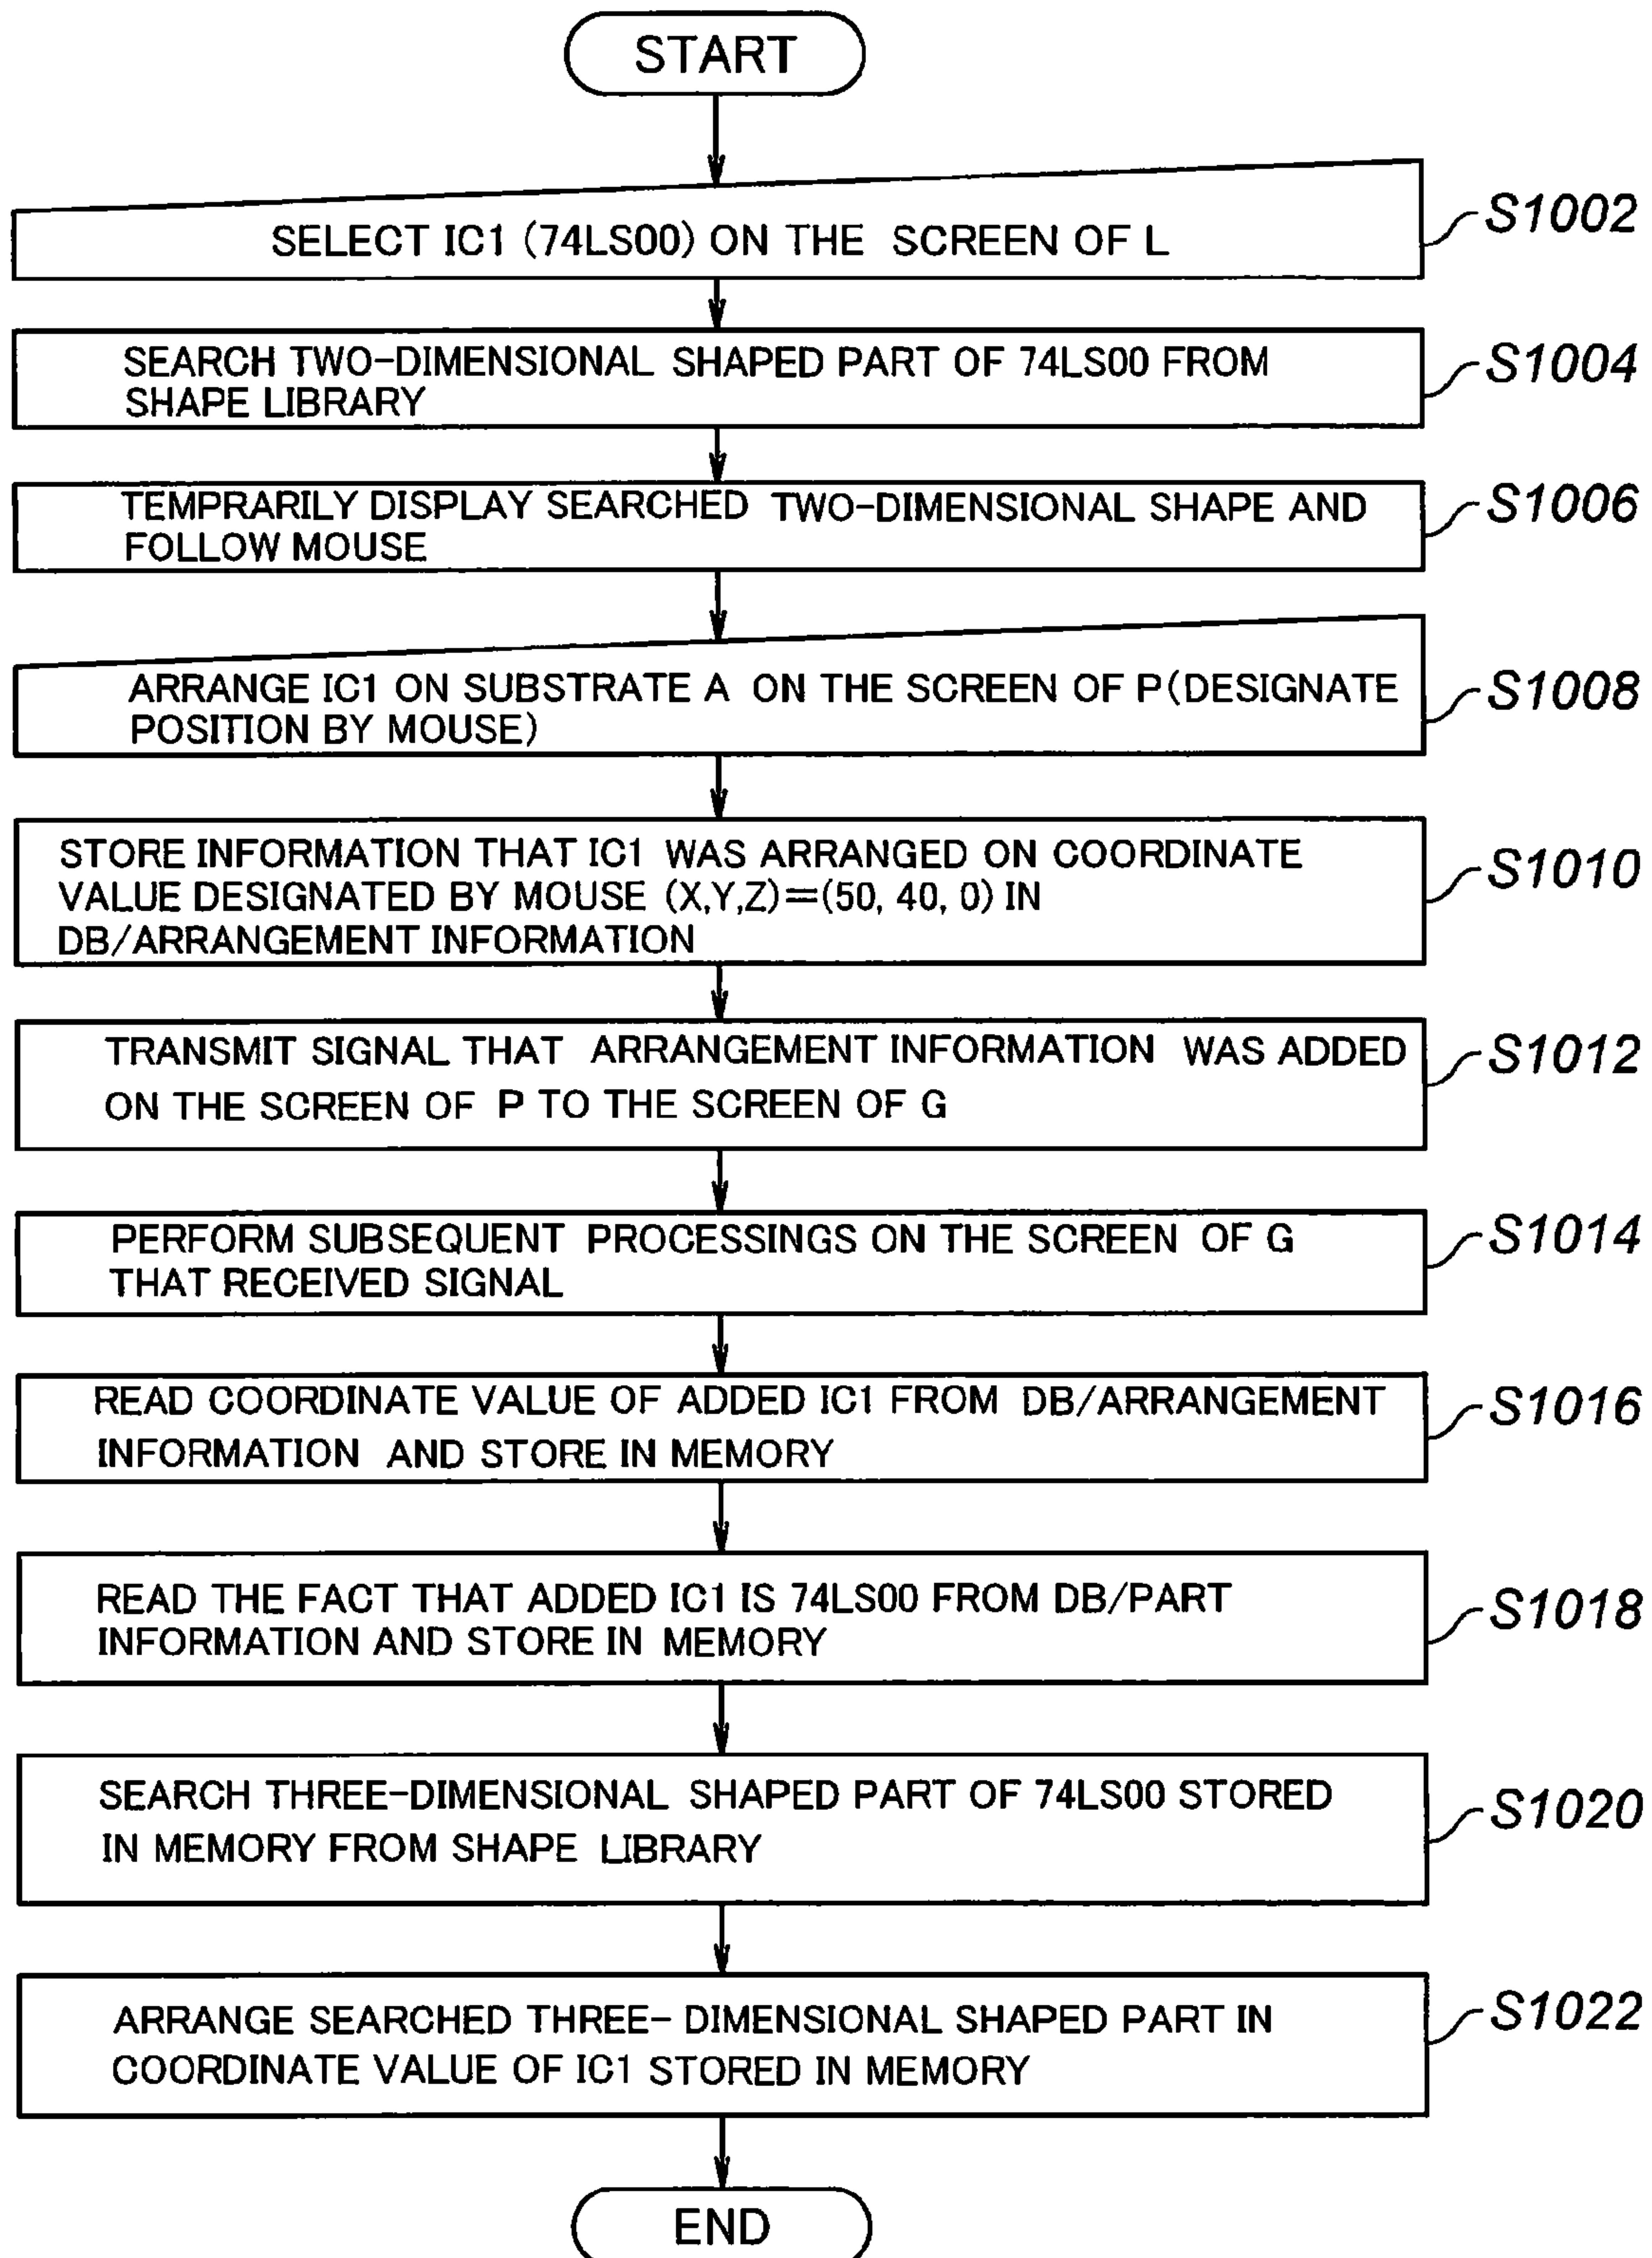 START
SELECT IC1 (74LS00) ON THE SCREEN OF L
S1002
SEARCH TWO-DIMENSIONAL SHAPED PART OF 74LS00 FROM
SHAPE LIBRARY
S1004
TEMPRARILY DISPLAY SEARCHED TWO-DIMENSIONAL SHAPE AND
FOLLOW MOUSE
S1006
ARRANGE IC1 ON SUBSTRATE A ON THE SCREEN OF P(DESIGNATE
POSITION BY MOUSE)
S1008
STORE INFORMATION THAT IC1 WAS ARRANGED ON COORDINATE
VALUE DESIGNATED BY MOUSE (X,Y,Z)=(50, 40, 0) IN
DB/ARRANGEMENT INFORMATION
S1010
TRANSMIT SIGNAL THAT ARRANGEMENT INFORMATION WAS ADDED
ON THE SCREEN OF P TO THE SCREEN OF G
S1012
PERFORM SUBSEQUENT PROCESSINGS ON THE SCREEN OF G
THAT RECEIVED SIGNAL
S1014
READ COORDINATE VALUE OF ADDED IC1 FROM DB/ARRANGEMENT
INFORMATION AND STORE IN MEMORY
S1016
READ THE FACT THAT ADDED IC1 IS 74LS00 FROM DB/PART
INFORMATION AND STORE IN MEMORY
S1018
SEARCH THREE-DIMENSIONAL SHAPED PART OF 74LS00 STORED
IN MEMORY FROM SHAPE LIBRARY
S1020
ARRANGE SEARCHED THREE- DIMENSIONAL SHAPED PART IN
COORDINATE VALUE OF IC1 STORED IN MEMORY
S1022
END